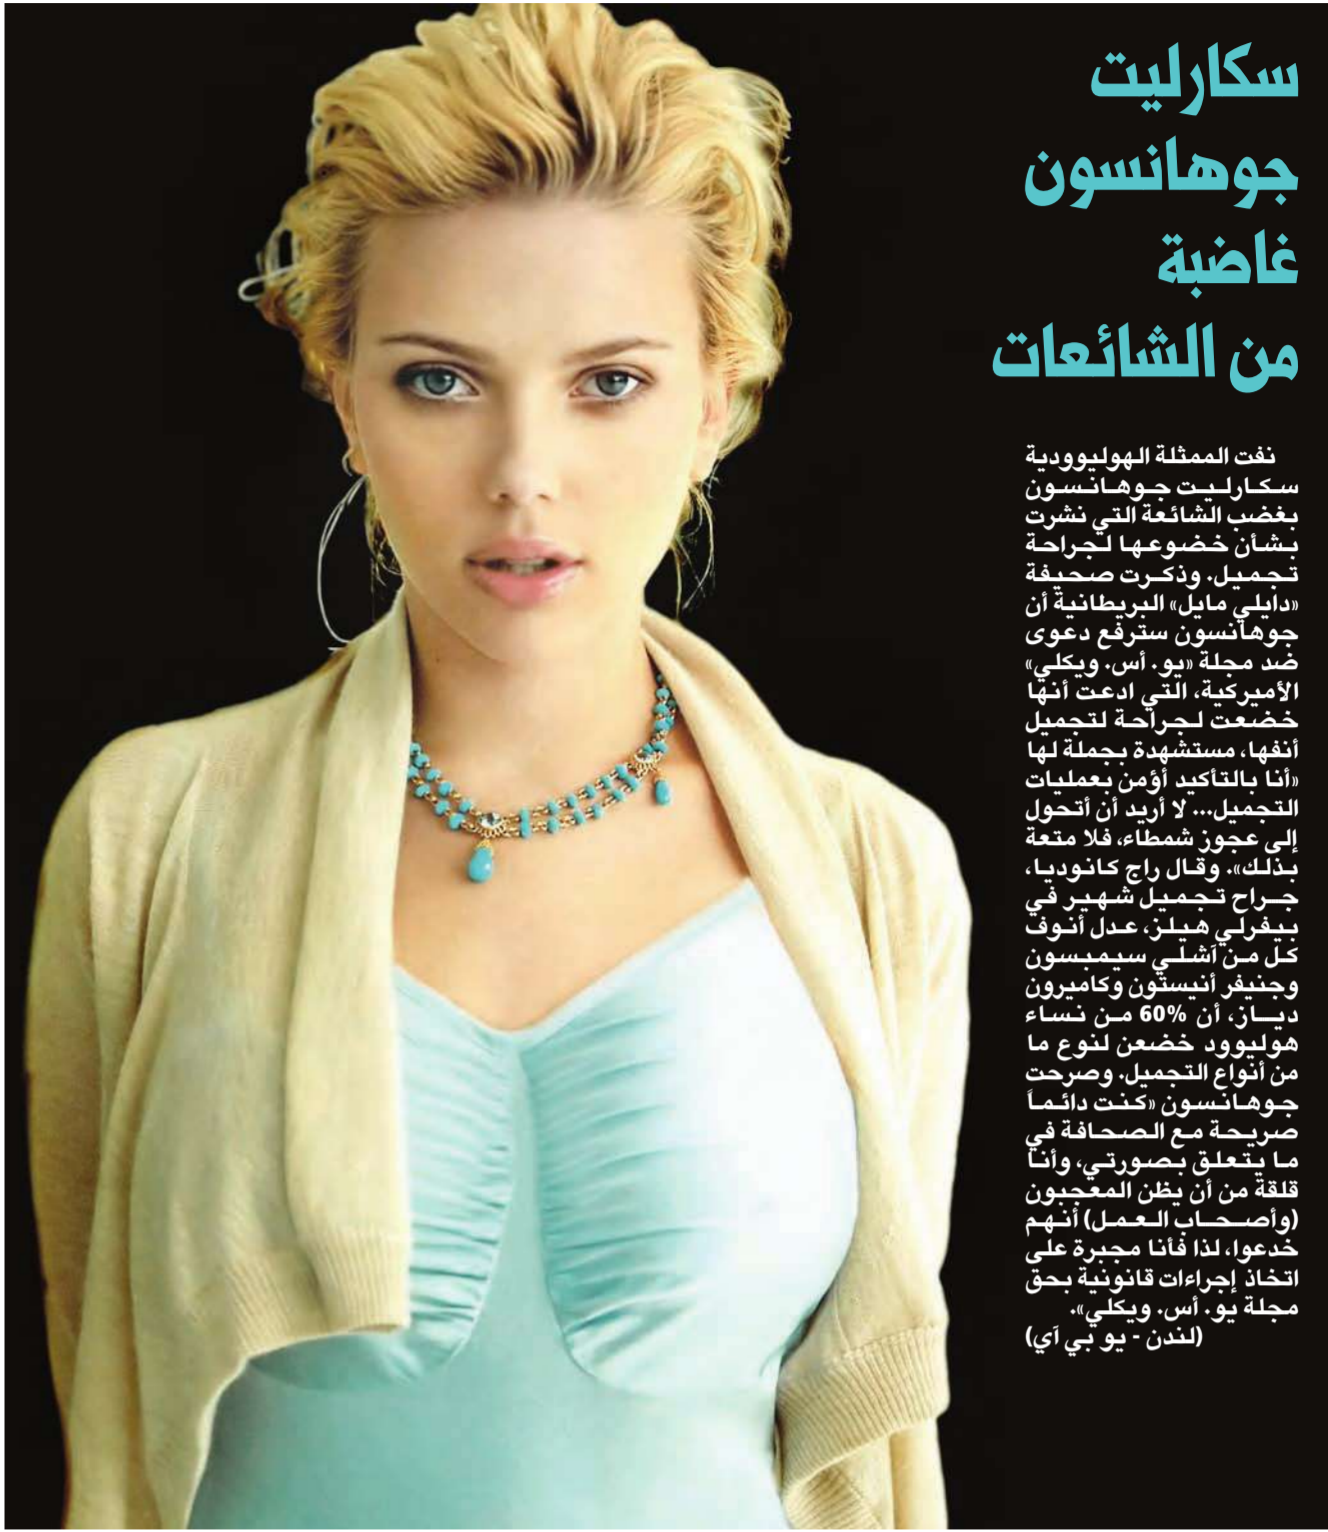 سكارليت
جوهانسون
غاضبة
من الشائعات
نفت الممثلة الهوليوودية
سكارليت جوهانسون
بغضب الشائعة التي نشرت
بشأن خضوعها لجراحة
تجميل. وذكرت صحيفة
«دايلي مايل» البريطانية أن
جوهانسون سترفع دعوى
ضد مجلة «يو. أس. ويكلي»
الأميركية، التي ادعت أنها
خضعت لجراحة لتجميل
أنفها، مستشهدة بجملة لها
«أنا بالتأكيد أؤمن بعمليات
التجميل... لا أريد أن أتحول
إلى عجوز شمطاء، فلا متعة
بذلك». وقال راج كانوديا،
جراح تجميل شهير في
بيفرلي هيلز، عدل أنوف
كل من آشلي سيمبسون
وجنيفر أنيستون وكاميرون
دياز، أن 60% من نساء
هوليوود خضعن لنوع ما
من أنواع التجميل. وصرحت
جوهانسون «كنت دائماً
صريحة مع الصحافة في
ما يتعلق بصورتي، وأنا
قلقة من أن يظن المعجبون
(وأصحاب العمل) أنهم
خدعوا، لذا فأنا مجبرة على
اتخاذ إجراءات قانونية بحق
مجلة يو. أس. ويكلي».
(لندن - يو بي آي)